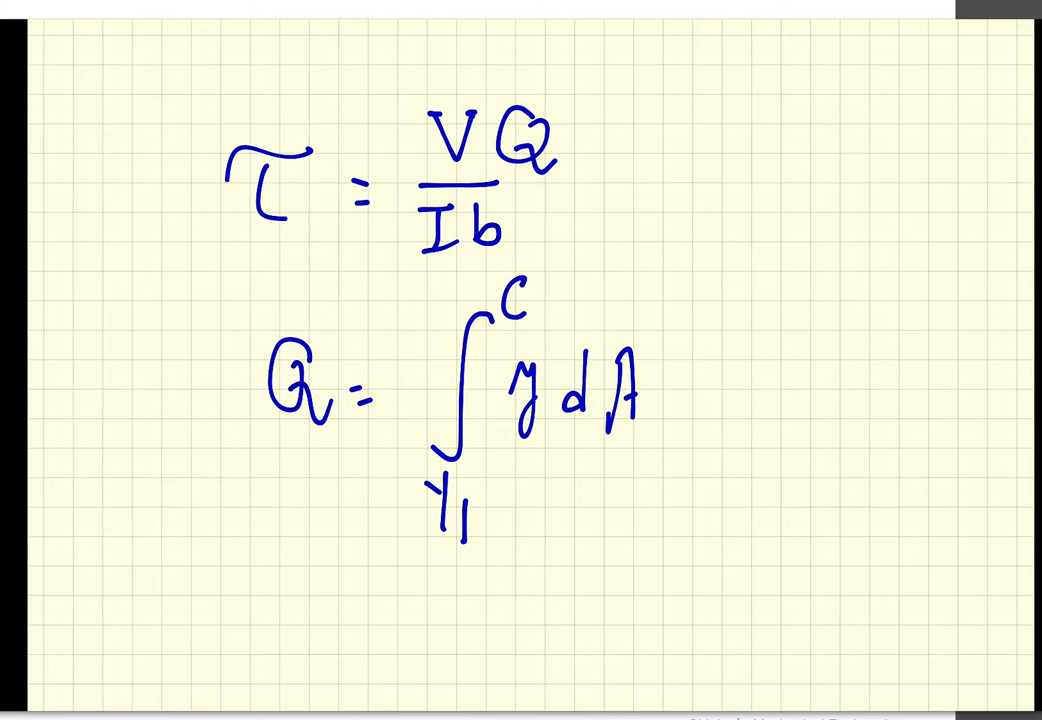 τ = VQ / Ib
Q = ∫_{y₁}^{c} y dA